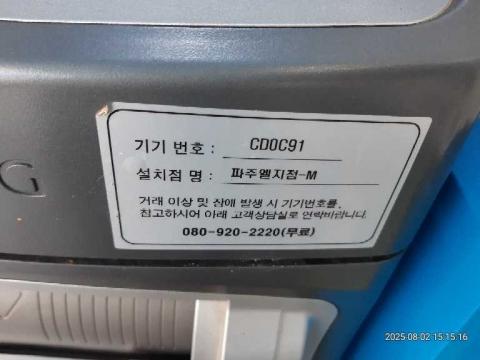 기기 번호 : CD0C91
설치점 명 : 파주엘지점-M
거래 이상 및 장애 발생 시 기기번호를,
참고하시어 아래 고객상담실로 연락바랍니다.
080-920-2220(무료)
G
2025-08-02 15:15:16